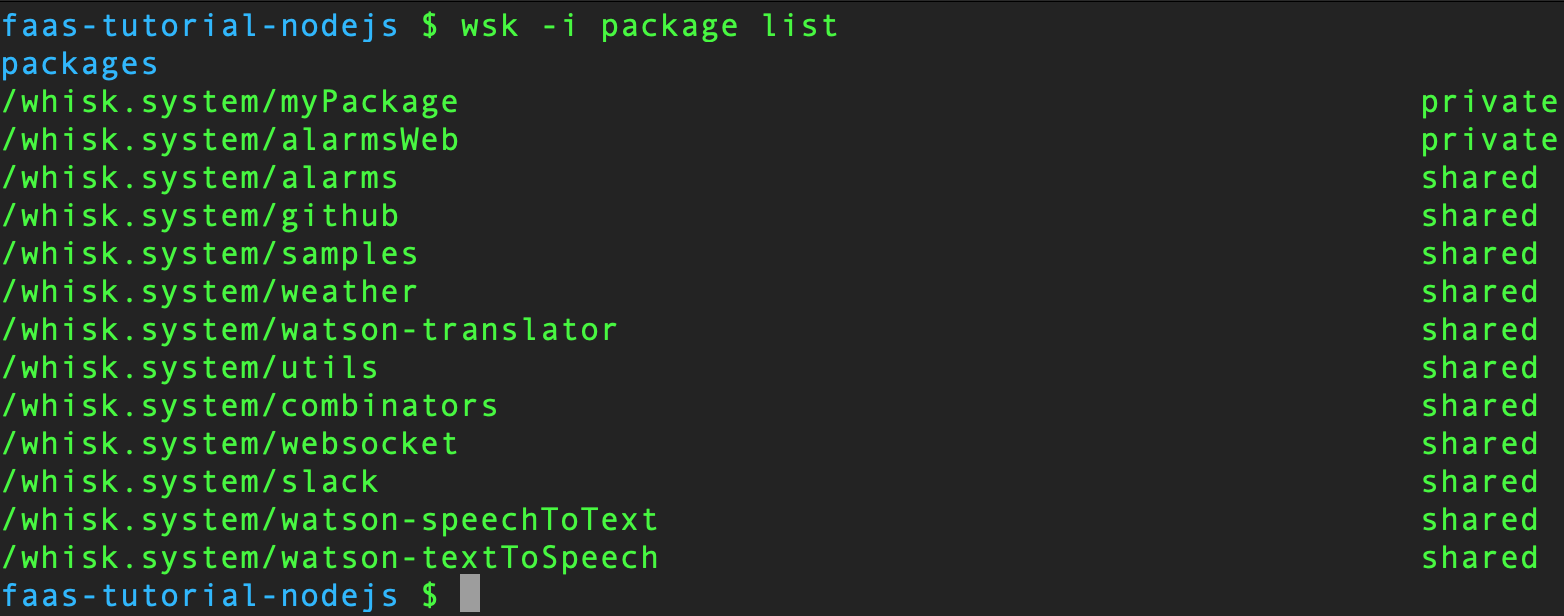 faas-tutorial-nodejs $ wsk -i package list
packages
/whisk.system/myPackage private
/whisk.system/alarmsWeb private
/whisk.system/alarms shared
/whisk.system/github shared
/whisk.system/samples shared
/whisk.system/weather shared
/whisk.system/watson-translator shared
/whisk.system/utils shared
/whisk.system/combinators shared
/whisk.system/websocket shared
/whisk.system/slack shared
/whisk.system/watson-speechToText shared
/whisk.system/watson-textToSpeech shared
faas-tutorial-nodejs $